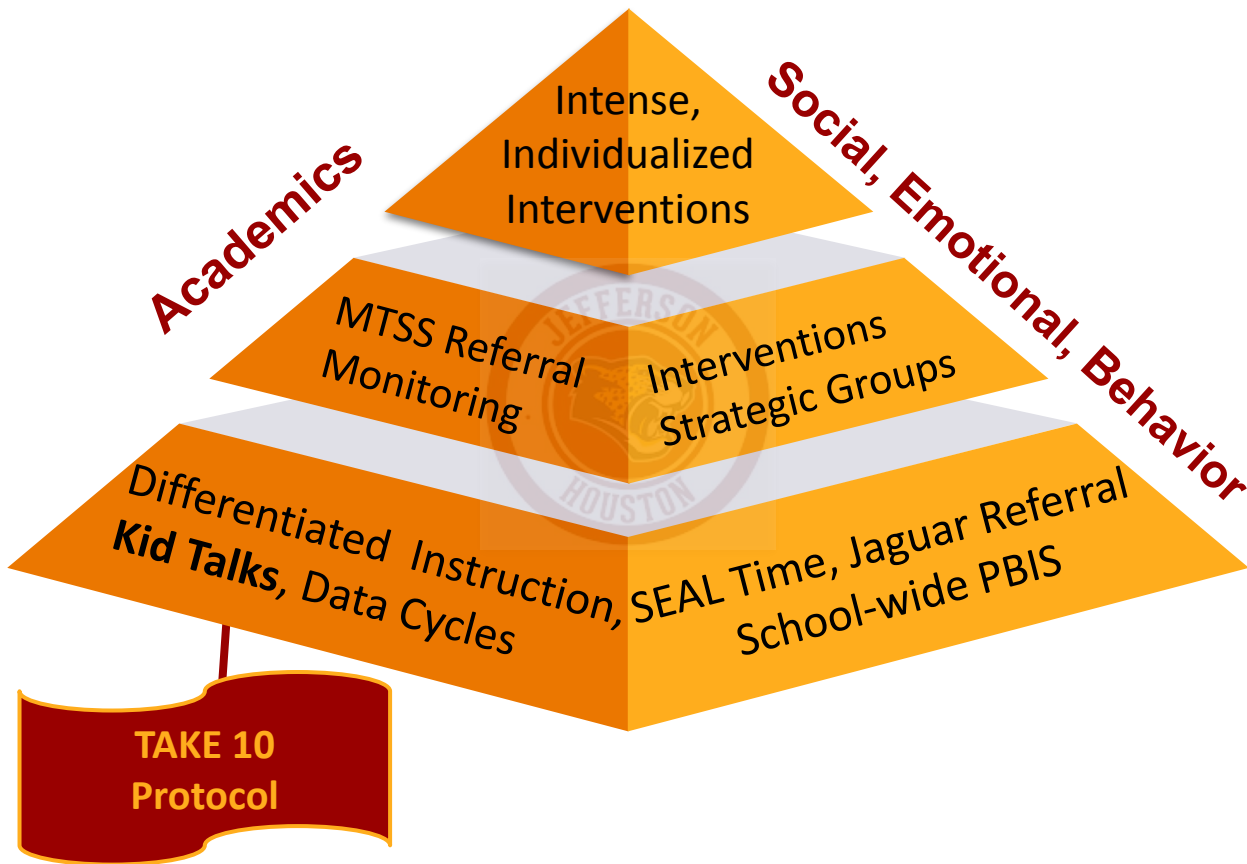 Academics
Social, Emotional, Behavior
Intense,
Individualized
Interventions
MTSS Referral
Monitoring
Interventions
Strategic Groups
JEFFERSON
HOUSTON
Differentiated Instruction,
Kid Talks, Data Cycles
SEAL Time, Jaguar Referral
School-wide PBIS
TAKE 10
Protocol